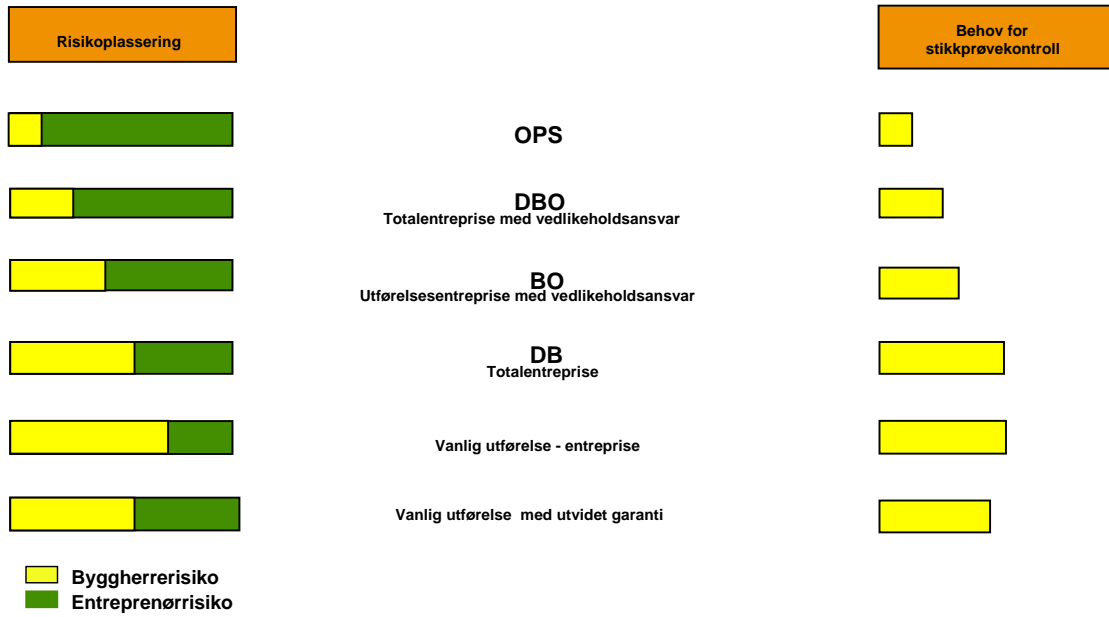 Risikoplassering
Behov for
stikkprøvekontroll
OPS
DBO
Totalentreprise med vedlikeholdsansvar
BO
Utførelsesentreprise med vedlikeholdsansvar
DB
Totalentreprise
Vanlig utførelse - entreprise
Vanlig utførelse med utvidet garanti
Byggherrerisiko
Entreprenørrisiko